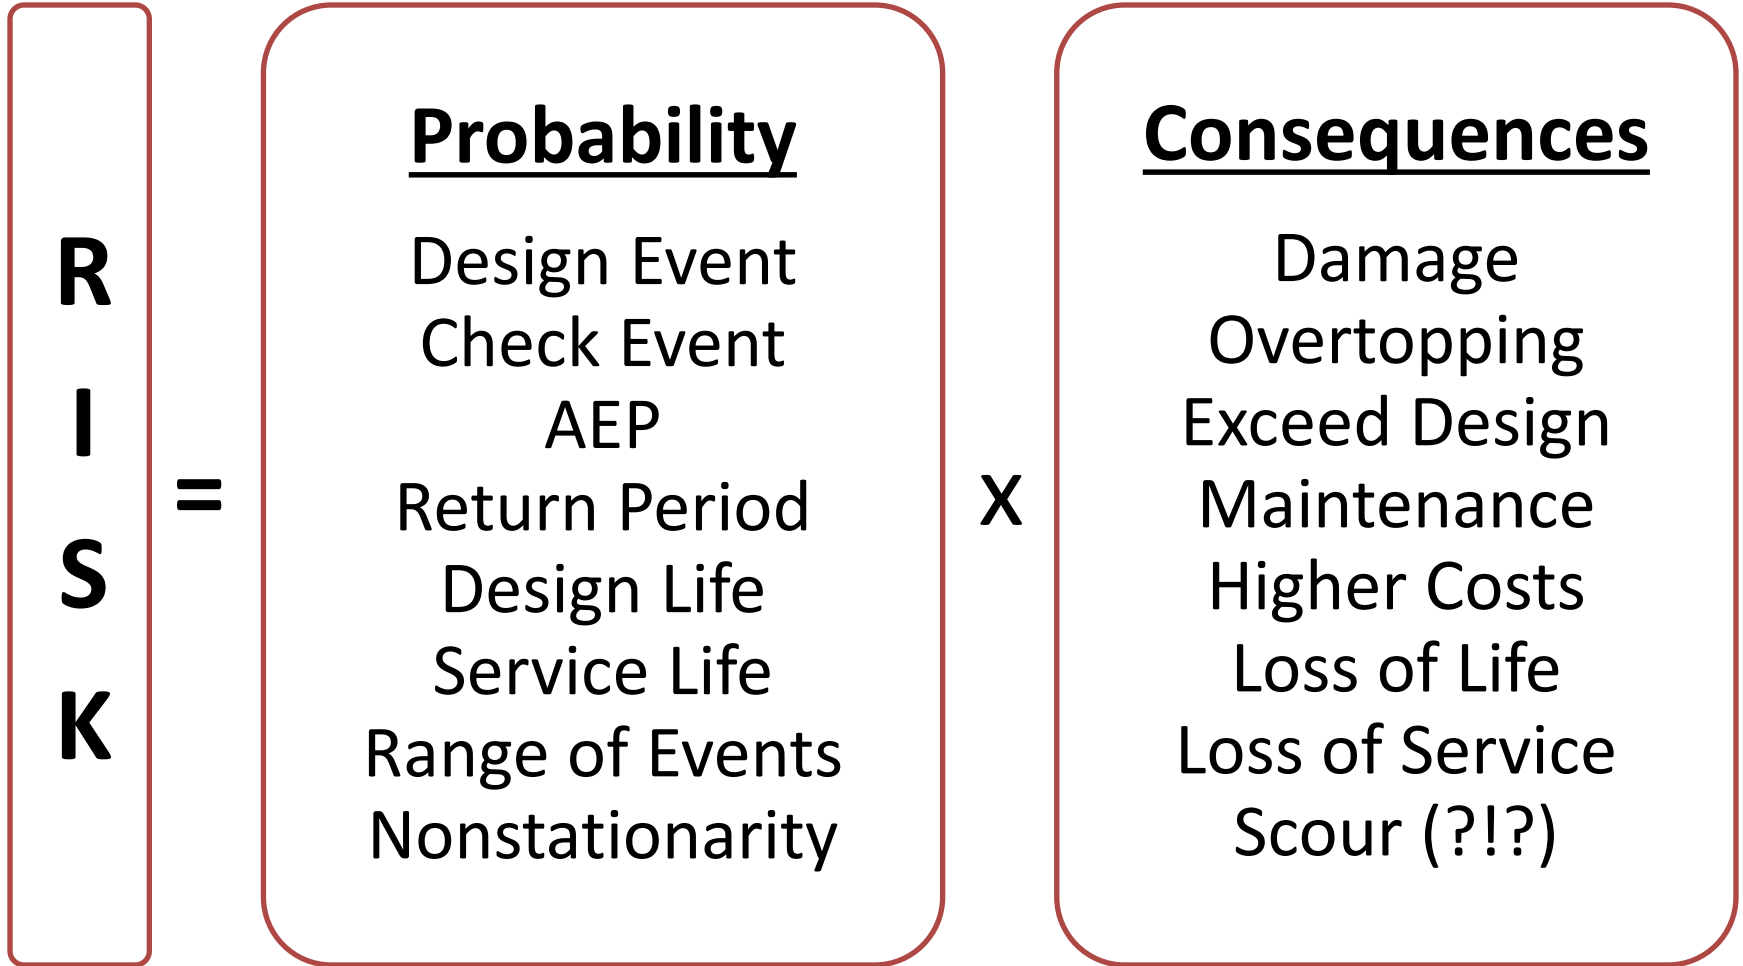 RISK
=
Probability
Design Event
Check Event
AEP
Return Period
Design Life
Service Life
Range of Events
Nonstationarity
x
Consequences
Damage
Overtopping
Exceed Design
Maintenance
Higher Costs
Loss of Life
Loss of Service
Scour (?!?)